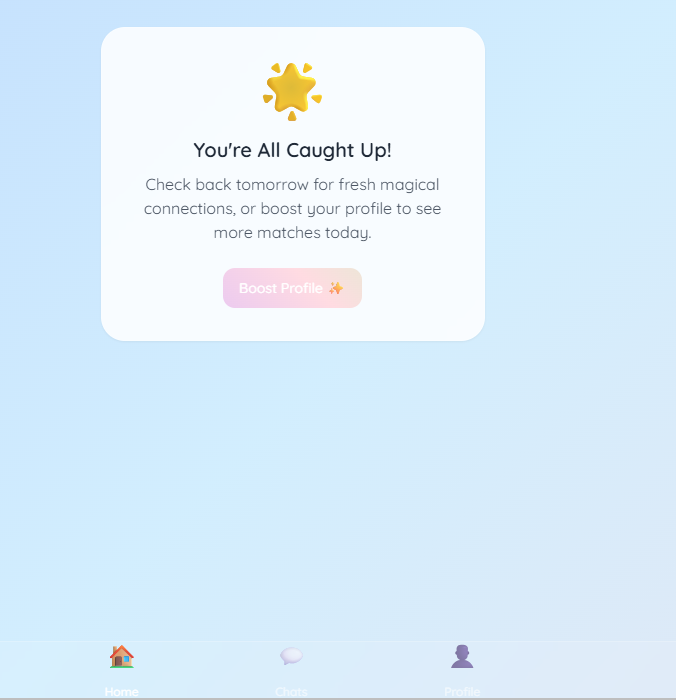 You're All Caught Up!
Check back tomorrow for fresh magical
connections, or boost your profile to see
more matches today.
Boost Profile ✨
Home
Chats
Profile